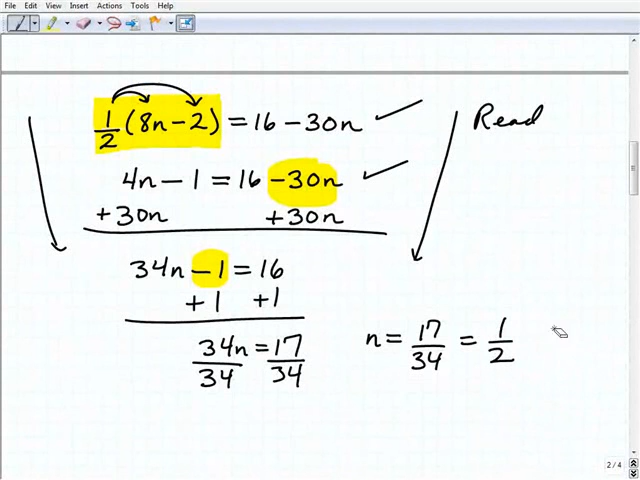 File Edit View Insert Actions Tools Help
1/2 (8n − 2) = 16 − 30n Read
4n − 1 = 16 − 30n
+30n +30n
34n − 1 = 16
+1 +1
34n/34 = 17/34 n = 17/34 = 1/2
2 / 4